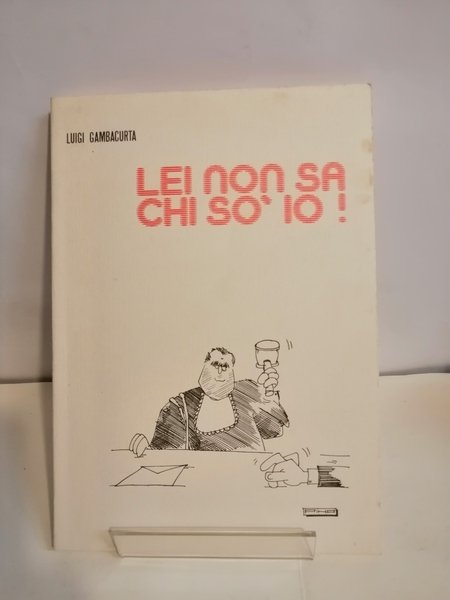 LUIGI GAMBACURTA
LEI NON SA
CHI SO' IO !